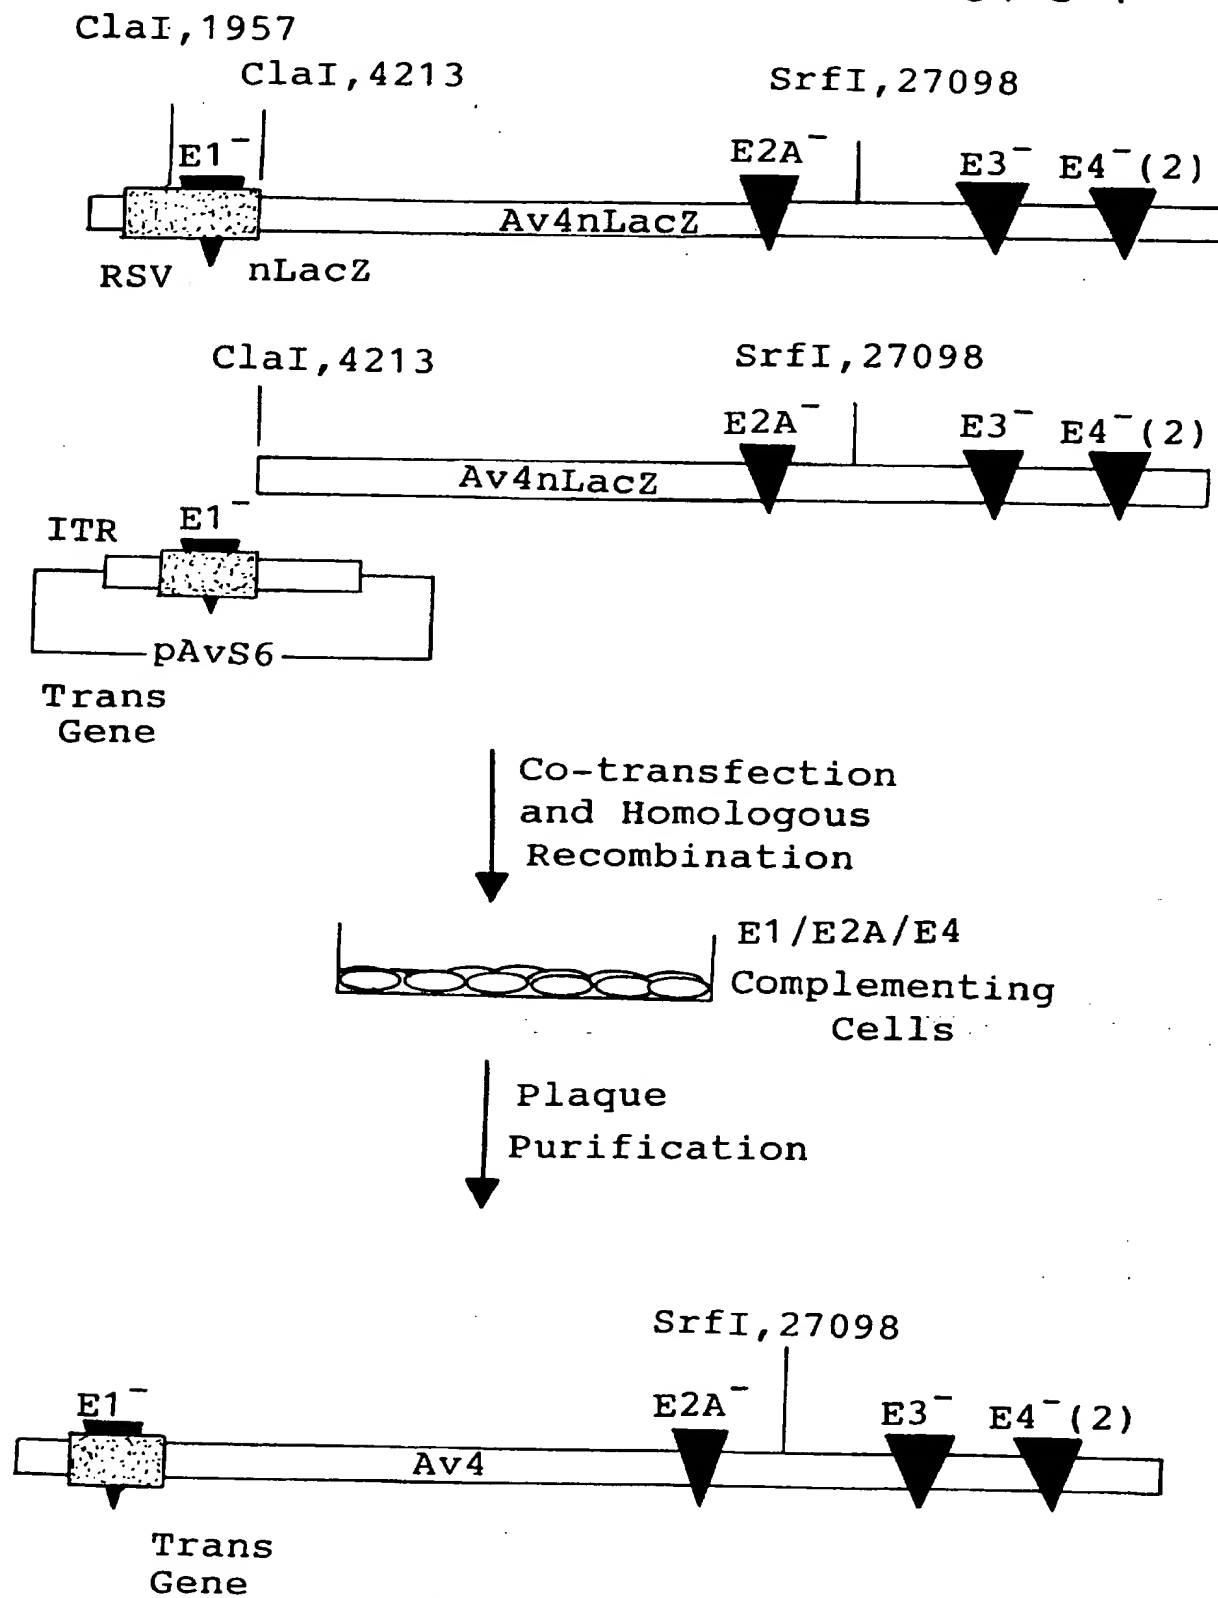 ClaI,1957
ClaI,4213
SrfI,27098
E1⁻
E2A⁻
E3⁻
E4⁻(2)
Av4nLacZ
RSV
nLacZ
ClaI,4213
SrfI,27098
E2A⁻
E3⁻
E4⁻(2)
Av4nLacZ
ITR
E1⁻
pAvS6
Trans
Gene
Co-transfection
and Homologous
Recombination
E1/E2A/E4
Complementing
Cells
Plaque
Purification
SrfI,27098
E1⁻
E2A⁻
E3⁻
E4⁻(2)
Av4
Trans
Gene